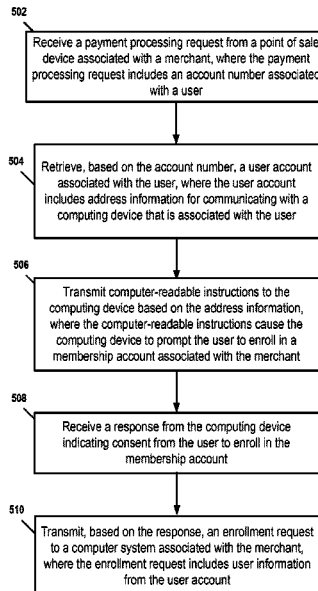 502
Receive a payment processing request from a point of sale
device associated with a merchant, where the payment
processing request includes an account number associated
with a user
504
Retrieve, based on the account number, a user account
associated with the user, where the user account
includes address information for communicating with a
computing device that is associated with the user
506
Transmit computer-readable instructions to the
computing device based on the address information,
where the computer-readable instructions cause the
computing device to prompt the user to enroll in a
membership account associated with the merchant
508
Receive a response from the computing device
indicating consent from the user to enroll in the
membership account
510
Transmit, based on the response, an enrollment request
to a computer system associated with the merchant,
where the enrollment request includes user information
from the user account